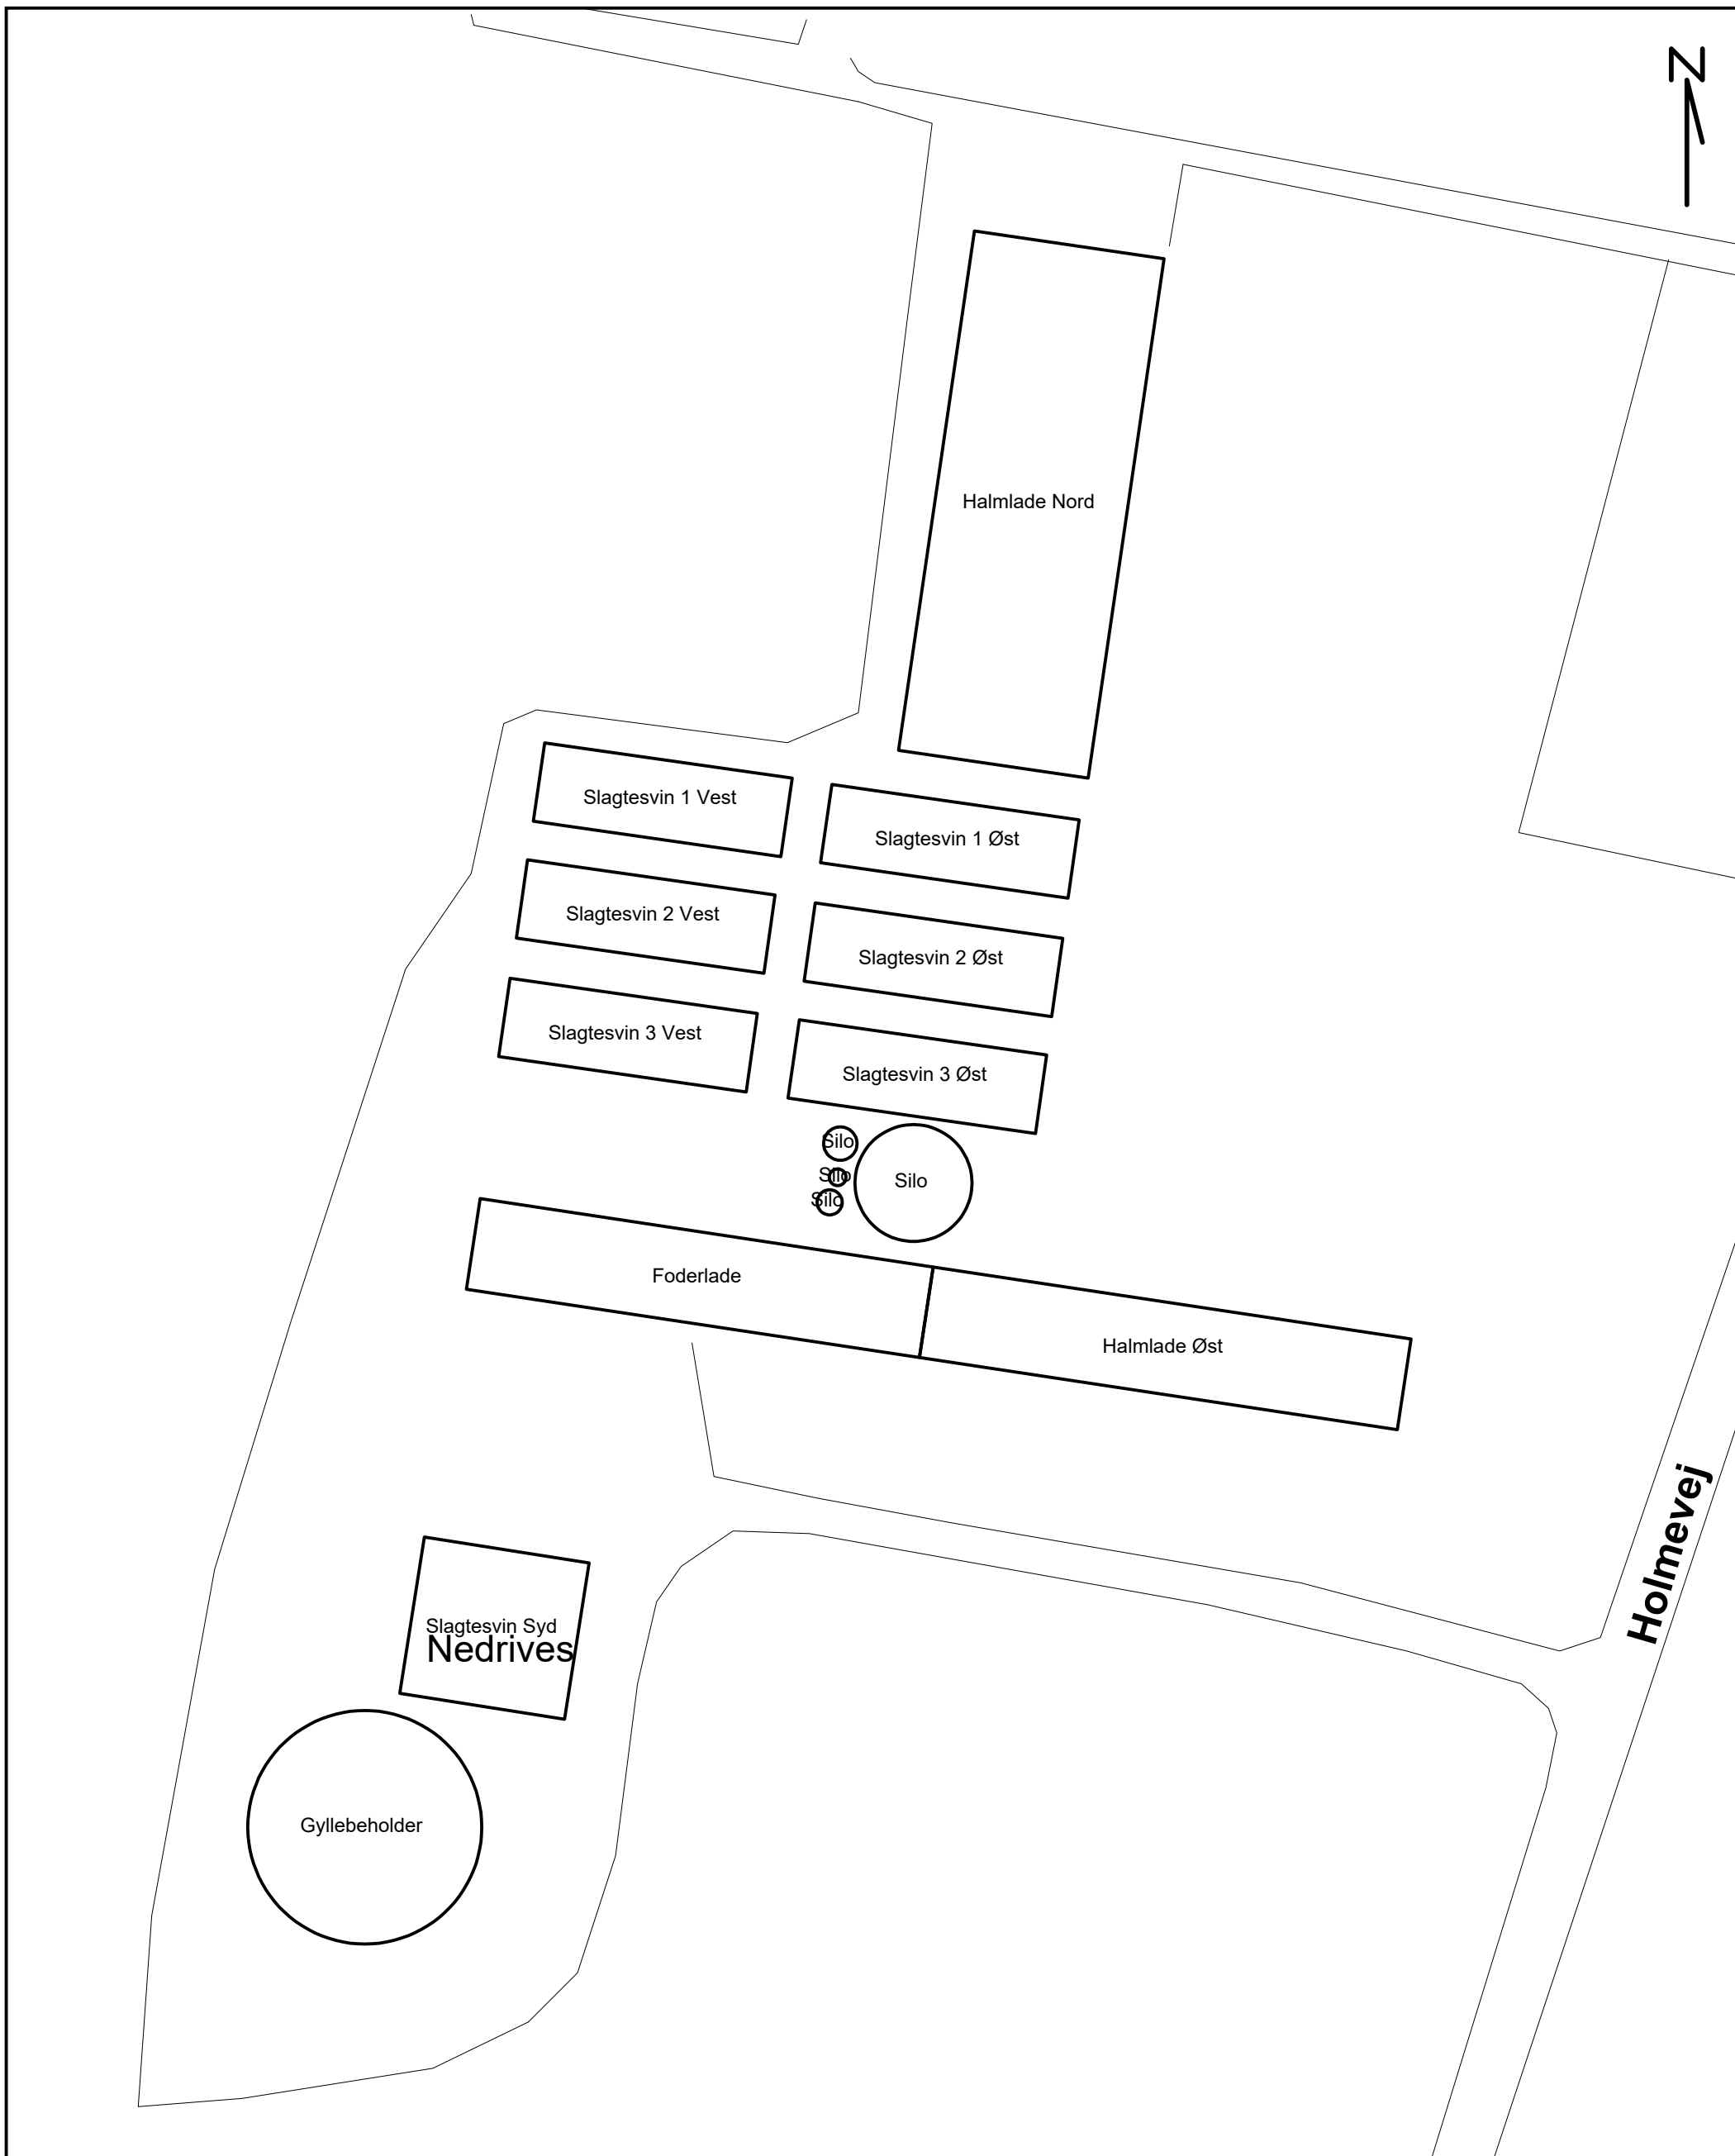 N
Halmlade Nord
Slagtesvin 1 Vest
Slagtesvin 1 Øst
Slagtesvin 2 Vest
Slagtesvin 2 Øst
Slagtesvin 3 Vest
Slagtesvin 3 Øst
Silo
Silo
Silo
Silo
Foderlade
Halmlade Øst
Holmevej
Slagtesvin Syd
Nedrives
Gyllebeholder